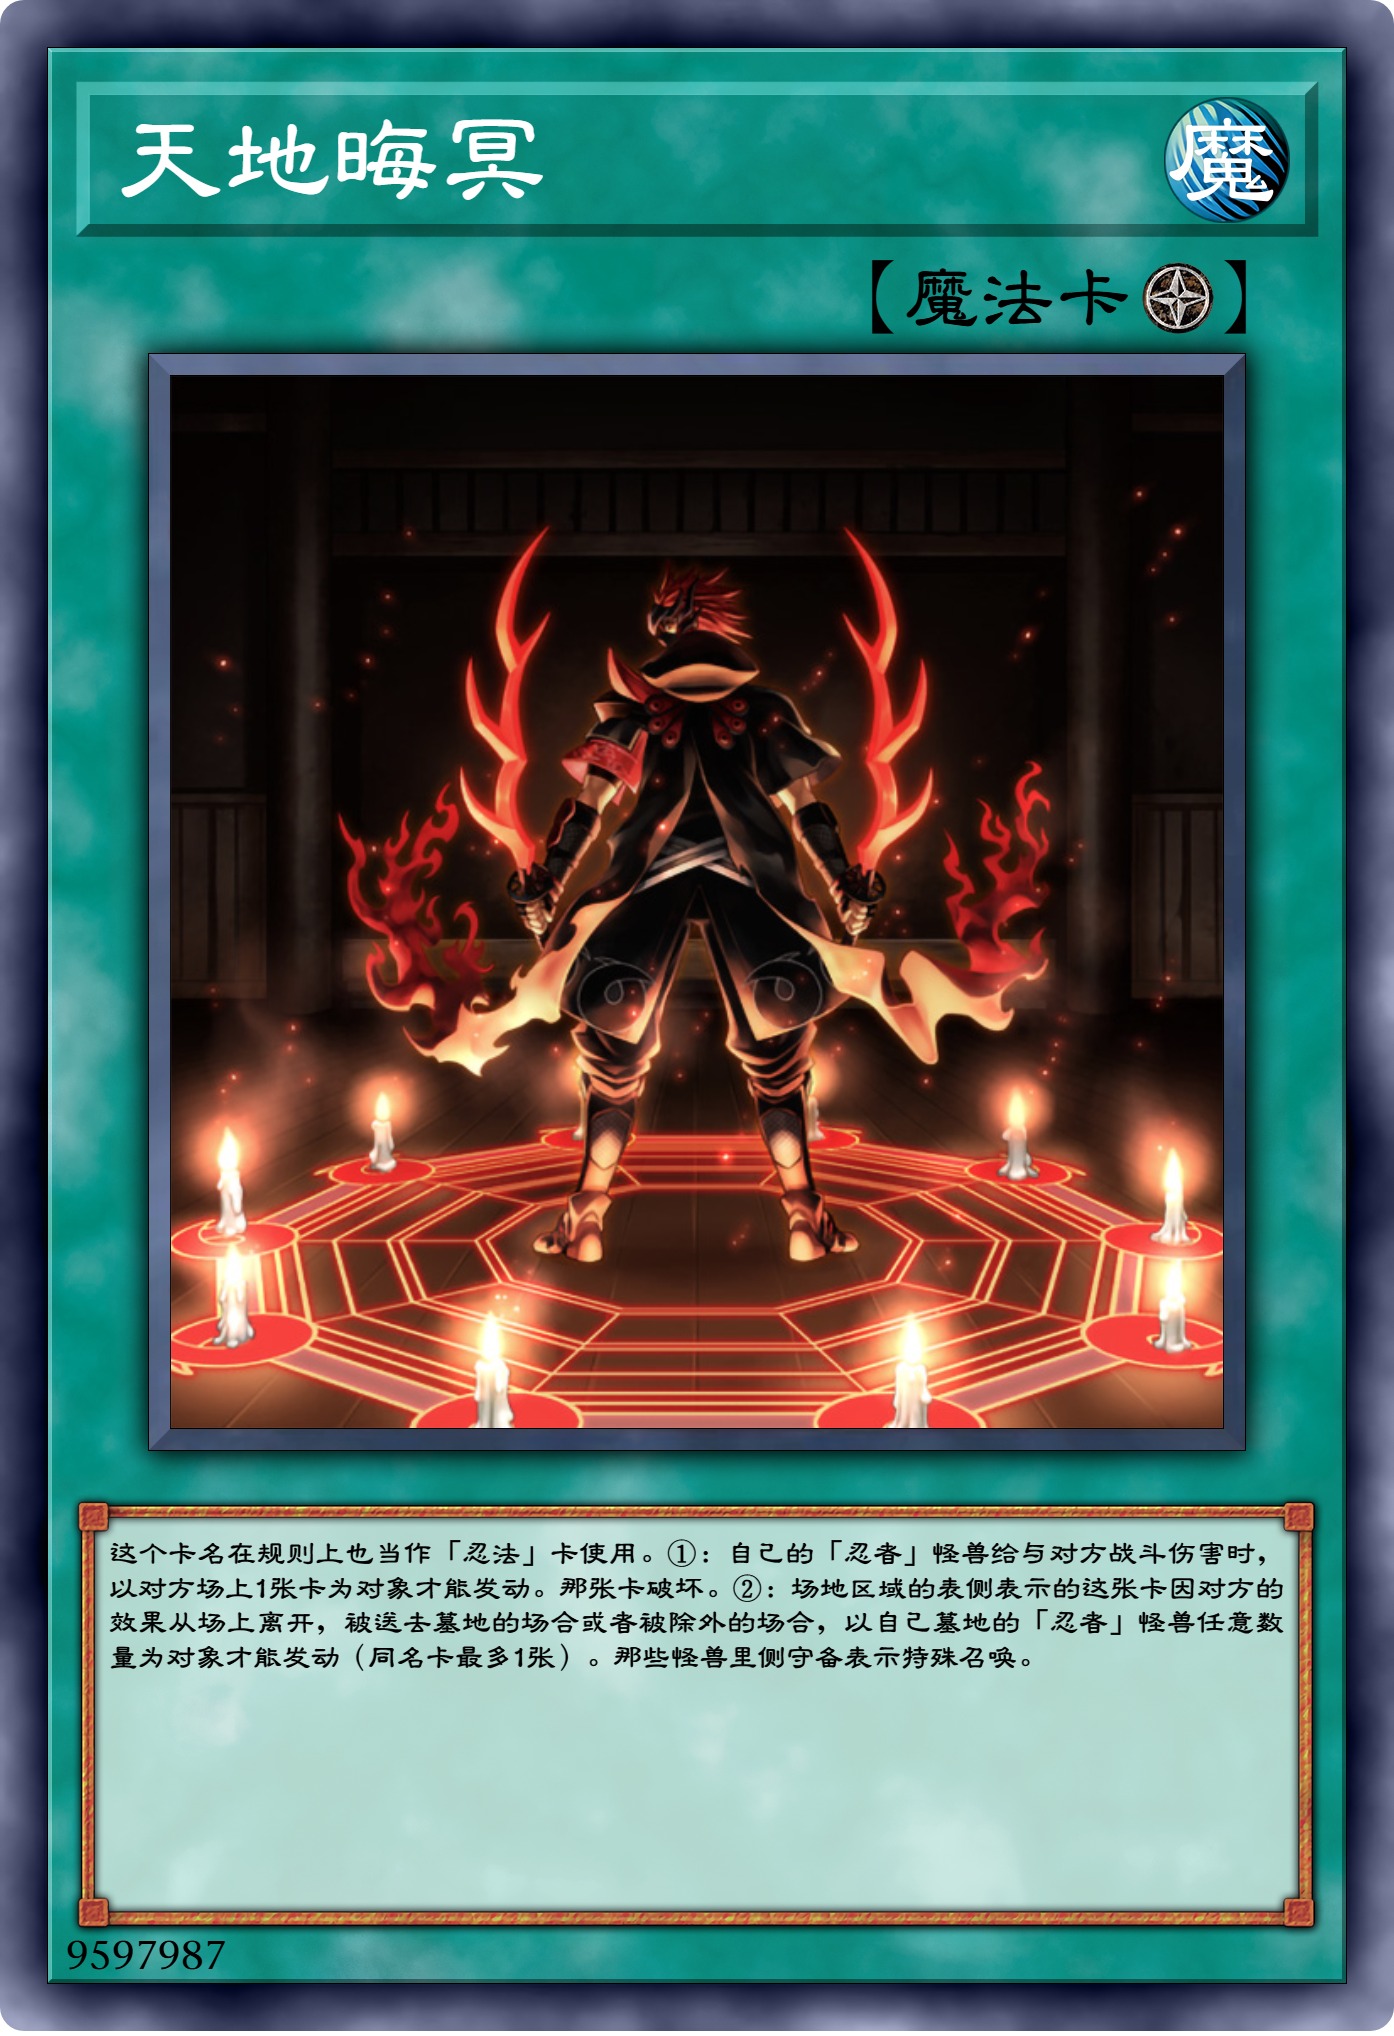 天地晦冥
魔
【魔法卡】
这个卡名在规则上也当作「忍法」卡使用。①：自己的「忍者」怪兽给与对方战斗伤害时，
以对方场上1张卡为对象才能发动。那张卡破坏。②：场地区域的表侧表示的这张卡因对方的
效果从场上离开，被送去墓地的场合或者被除外的场合，以自己墓地的「忍者」怪兽任意数
量为对象才能发动（同名卡最多1张）。那些怪兽里侧守备表示特殊召唤。
9597987